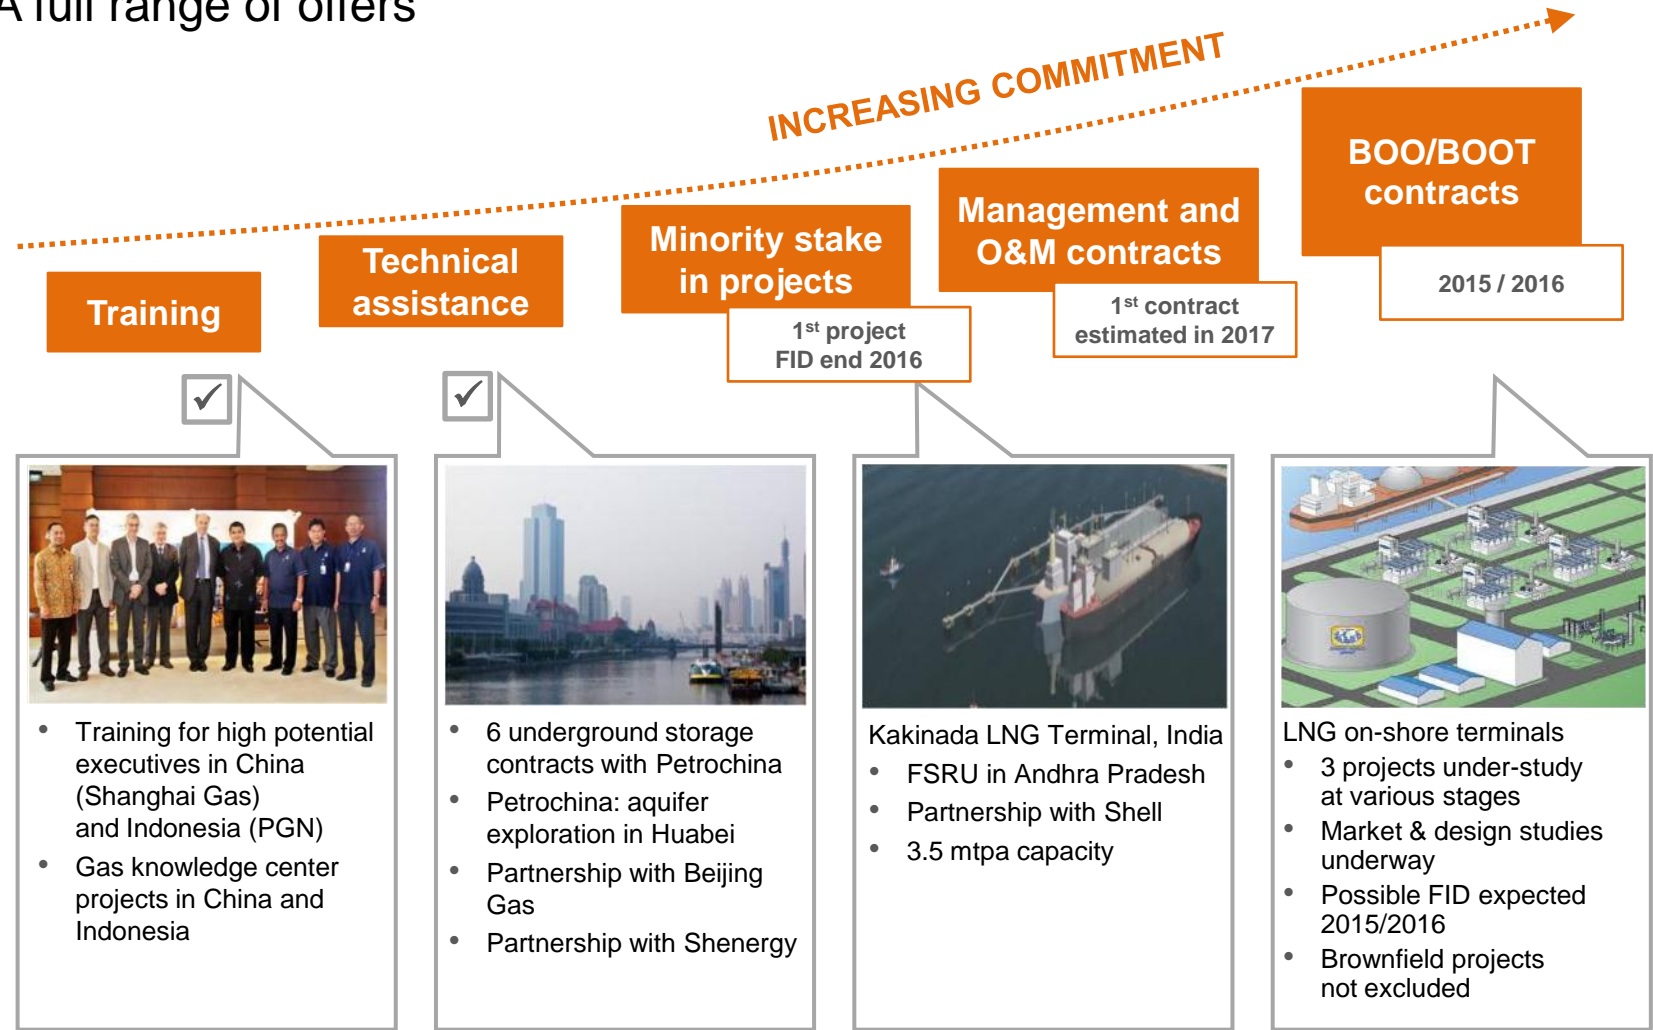 A full range of offers
INCREASING COMMITMENT
Training
Technical
assistance
Minority stake
in projects
1st project
FID end 2016
Management and
O&M contracts
1st contract
estimated in 2017
BOO/BOOT
contracts
2015 / 2016
• Training for high potential
executives in China
(Shanghai Gas)
and Indonesia (PGN)
• Gas knowledge center
projects in China and
Indonesia
• 6 underground storage
contracts with Petrochina
• Petrochina: aquifer
exploration in Huabei
• Partnership with Beijing
Gas
• Partnership with Shenergy
Kakinada LNG Terminal, India
• FSRU in Andhra Pradesh
• Partnership with Shell
• 3.5 mtpa capacity
LNG on-shore terminals
• 3 projects under-study
at various stages
• Market & design studies
underway
• Possible FID expected
2015/2016
• Brownfield projects
not excluded